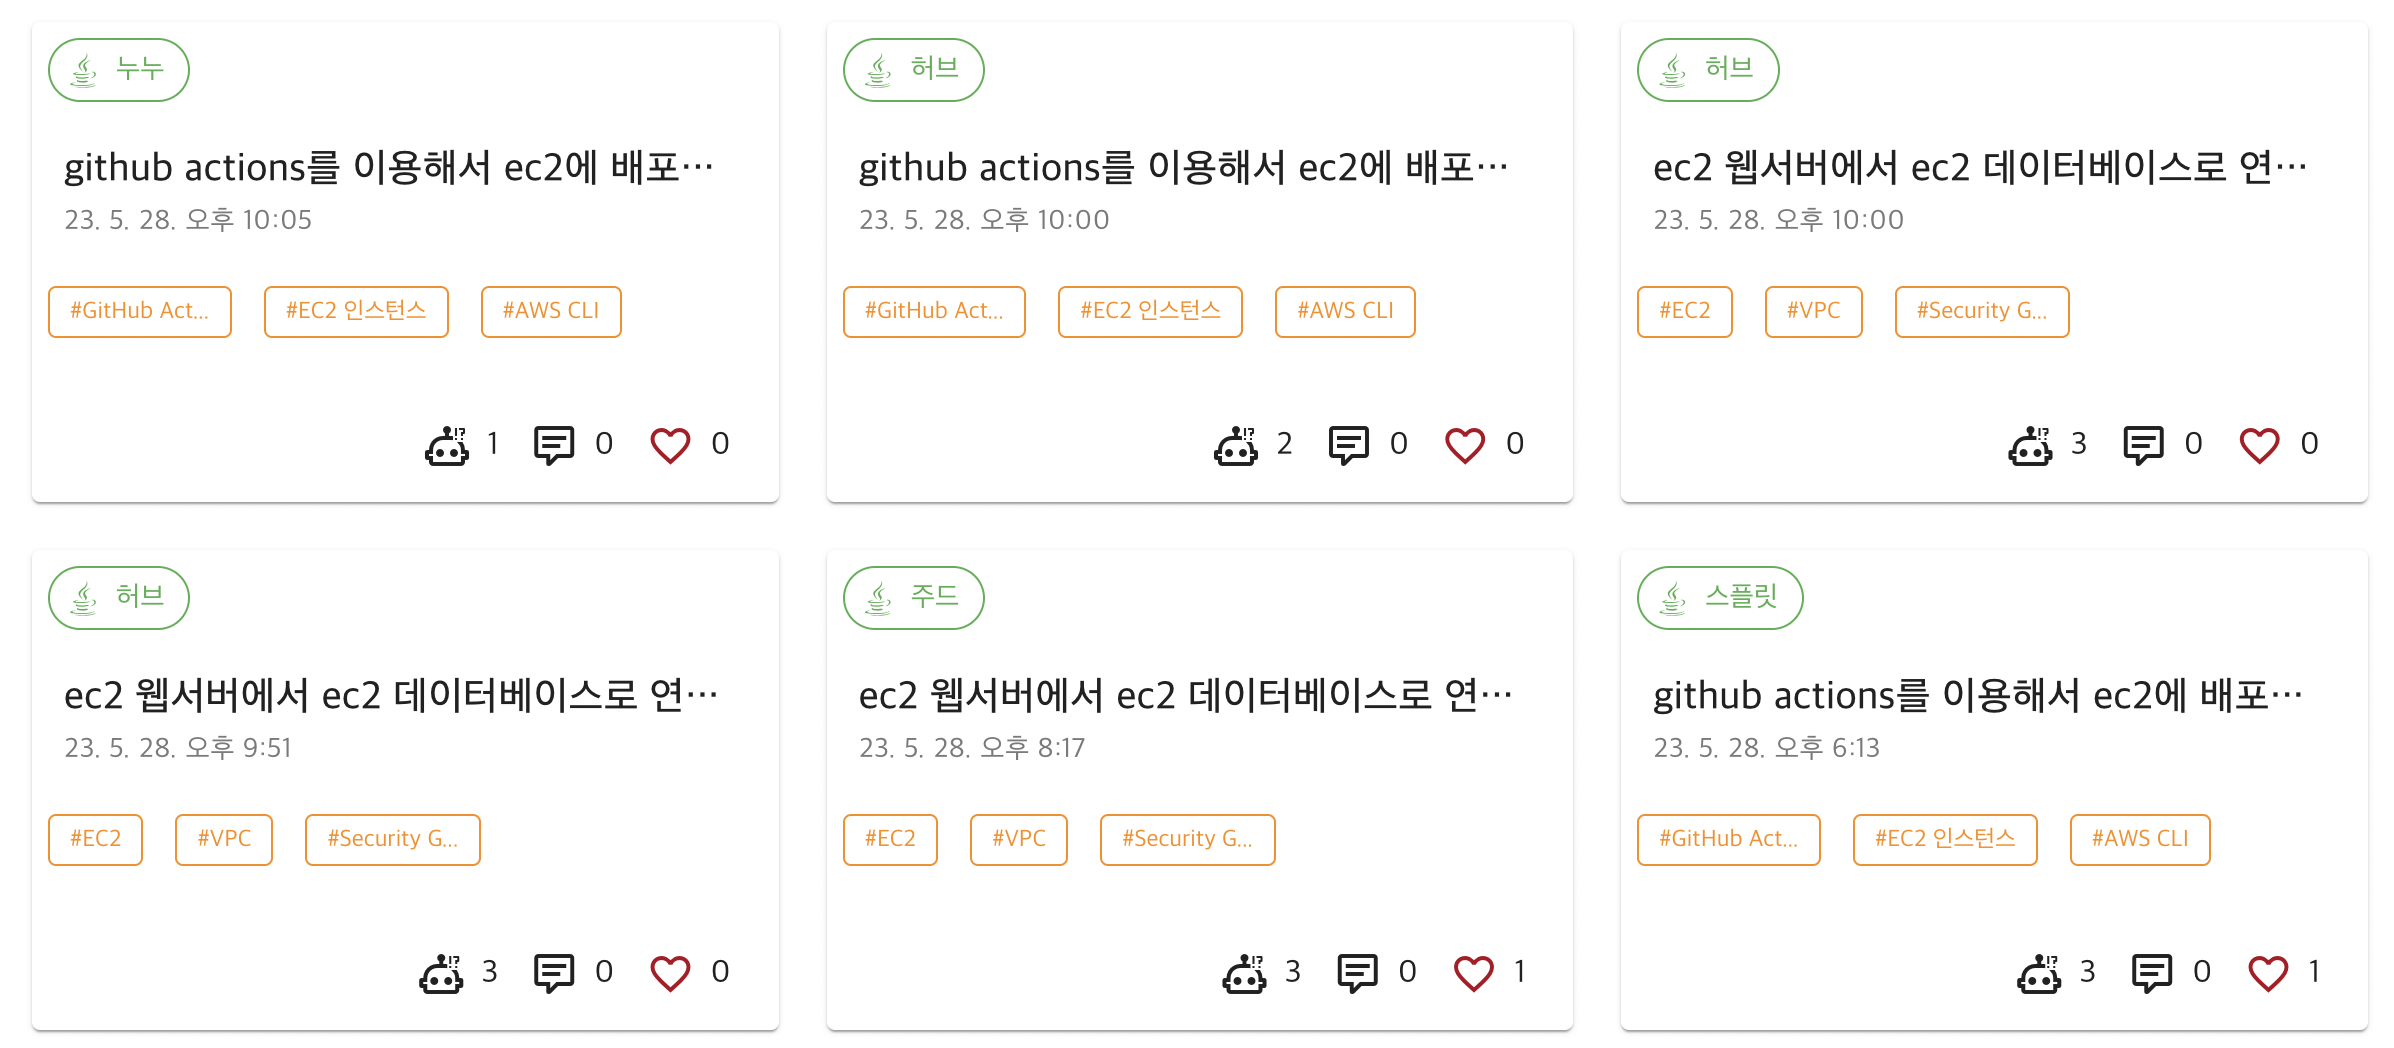 누누
github actions를 이용해서 ec2에 배포…
23. 5. 28. 오후 10:05
#GitHub Act... #EC2 인스턴스 #AWS CLI
1 0 0
허브
github actions를 이용해서 ec2에 배포…
23. 5. 28. 오후 10:00
#GitHub Act... #EC2 인스턴스 #AWS CLI
2 0 0
허브
ec2 웹서버에서 ec2 데이터베이스로 연…
23. 5. 28. 오후 10:00
#EC2 #VPC #Security G...
3 0 0
허브
ec2 웹서버에서 ec2 데이터베이스로 연…
23. 5. 28. 오후 9:51
#EC2 #VPC #Security G...
3 0 0
주드
ec2 웹서버에서 ec2 데이터베이스로 연…
23. 5. 28. 오후 8:17
#EC2 #VPC #Security G...
3 0 1
스플릿
github actions를 이용해서 ec2에 배포…
23. 5. 28. 오후 6:13
#GitHub Act... #EC2 인스턴스 #AWS CLI
3 0 1